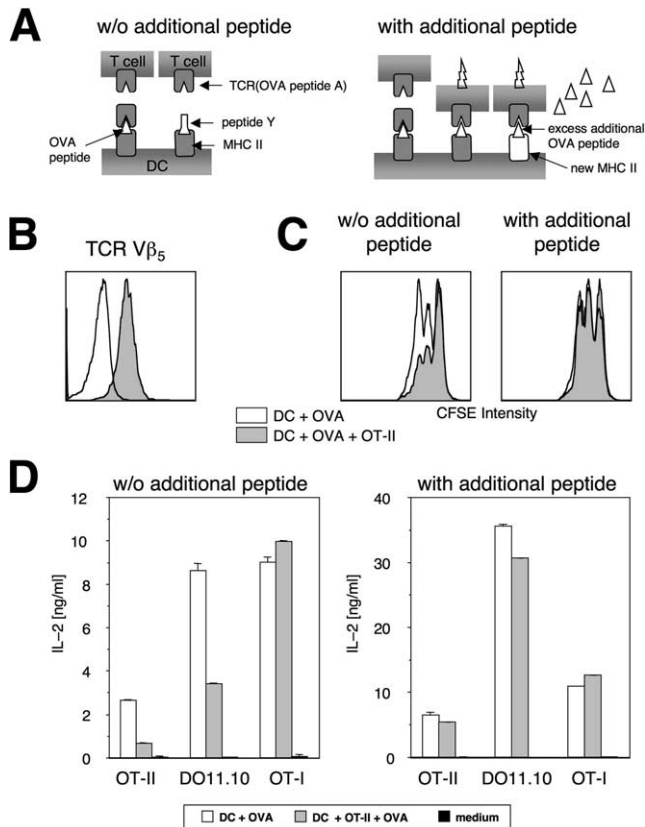 A
w/o additional peptide
with additional peptide
T cell T cell
TCR(OVA peptide A)
peptide Y
OVA
peptide
MHC II
DC
excess additional
OVA peptide
new MHC II
B
TCR Vβ5
C
w/o additional
peptide
with additional
peptide
DC + OVA
DC + OVA + OT-II
CFSE Intensity
D
w/o additional peptide
with additional peptide
IL-2 [ng/ml]
12
10
8
6
4
2
0
OT-II DO11.10 OT-I
IL-2 [ng/ml]
40
30
20
10
0
OT-II DO11.10 OT-I
DC + OVA DC + OT-II + OVA medium